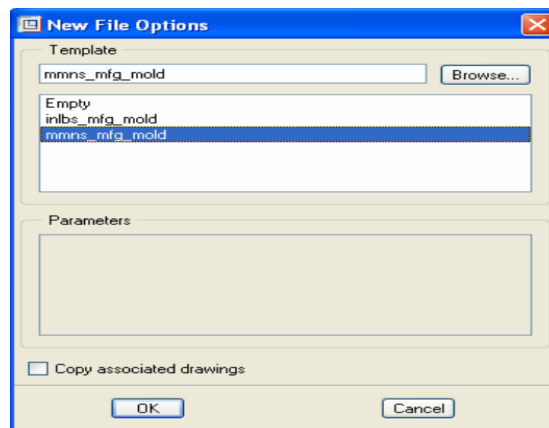 New File Options
Template
mmns_mfg_mold
Browse...
Empty
inlbs_mfg_mold
mmns_mfg_mold
Parameters
Copy associated drawings
OK
Cancel